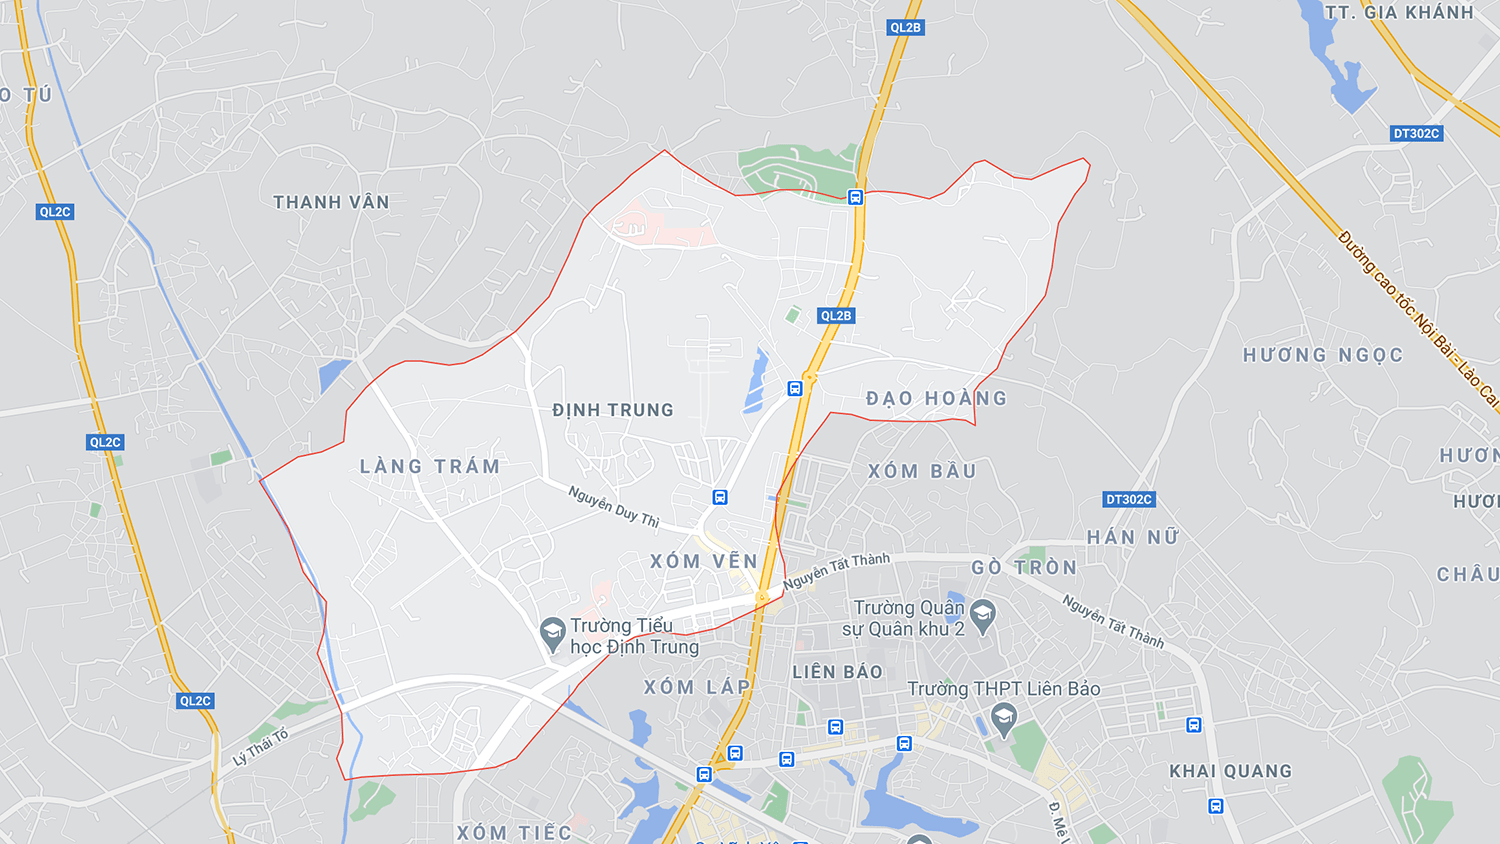 TT. GIA KHÁNH
QL2B
O TÚ
DT302C
THANH VÂN
QL2C
Đường cao tốc Nội Bài - Lào Cai
QL2B
HƯƠNG NGỌC
ĐẠO HOÀNG
ĐỊNH TRUNG
QL2C
LÀNG TRÁM
XÓM BẦU
HƯƠN
Nguyễn Duy Thì
DT302C
HƯƠ
HÁN NỮ
XÓM VẼN
Nguyễn Tất Thành
GÒ TRÒN
CHÂU
Trường Quân
sự Quân khu 2
Nguyễn Tất Thành
Trường Tiểu
học Định Trung
LIÊN BẢO
XÓM LÁP
Trường THPT Liên Bảo
QL2C
Lý Thái Tổ
KHAI QUANG
Đ. Mê L
XÓM TIẾC